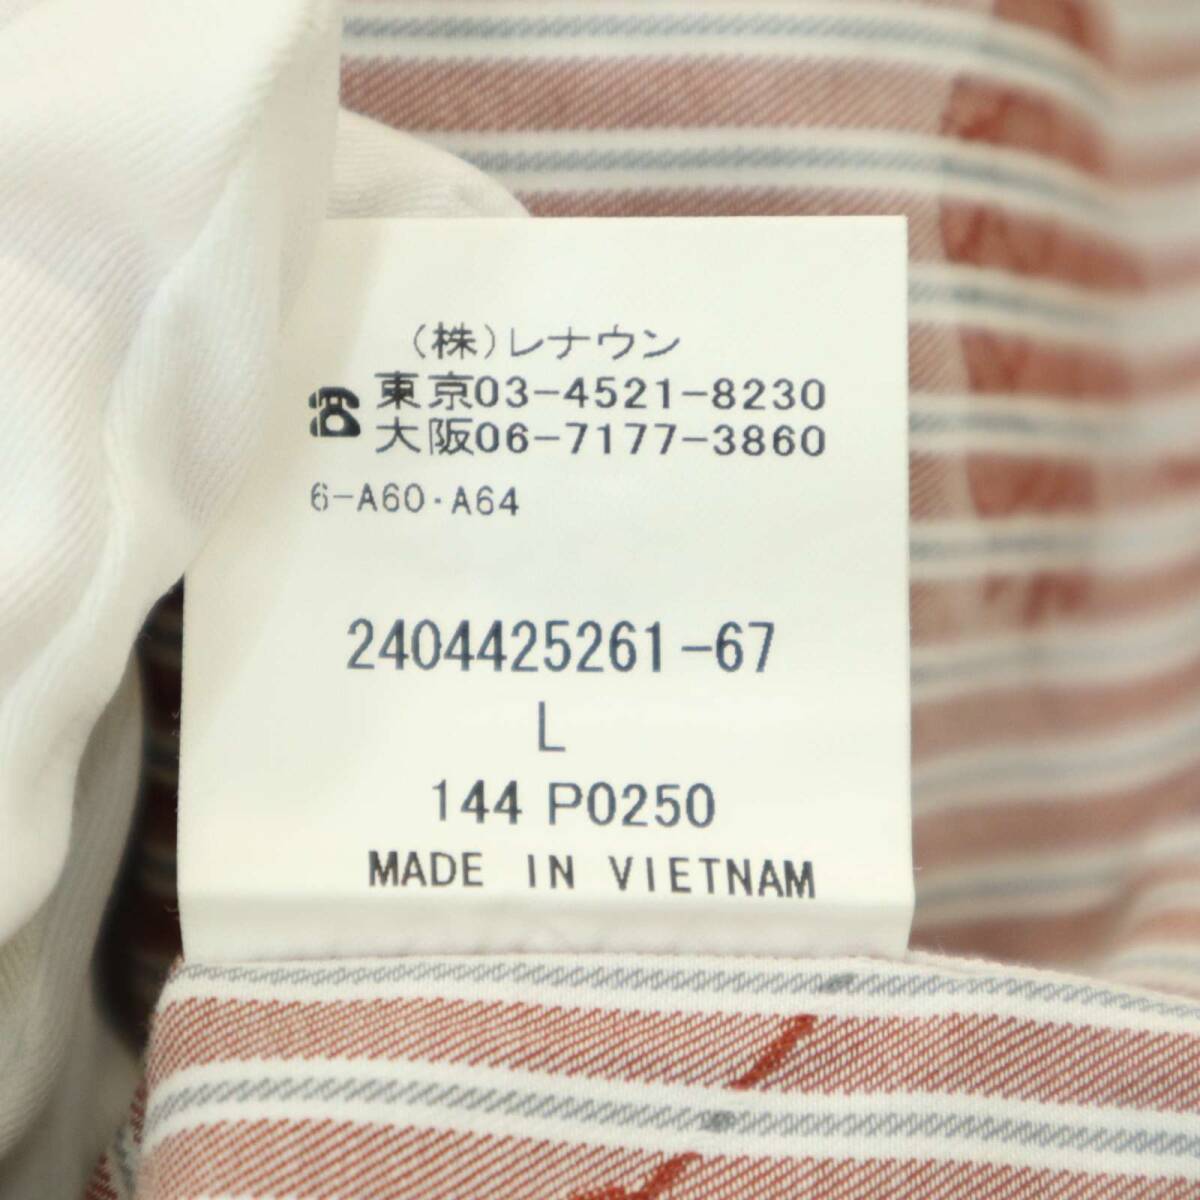 （株）レナウン
☎東京03-4521-8230
大阪06-7177-3860
6-A60・A64
2404425261-67
L
144 P0250
MADE IN VIETNAM